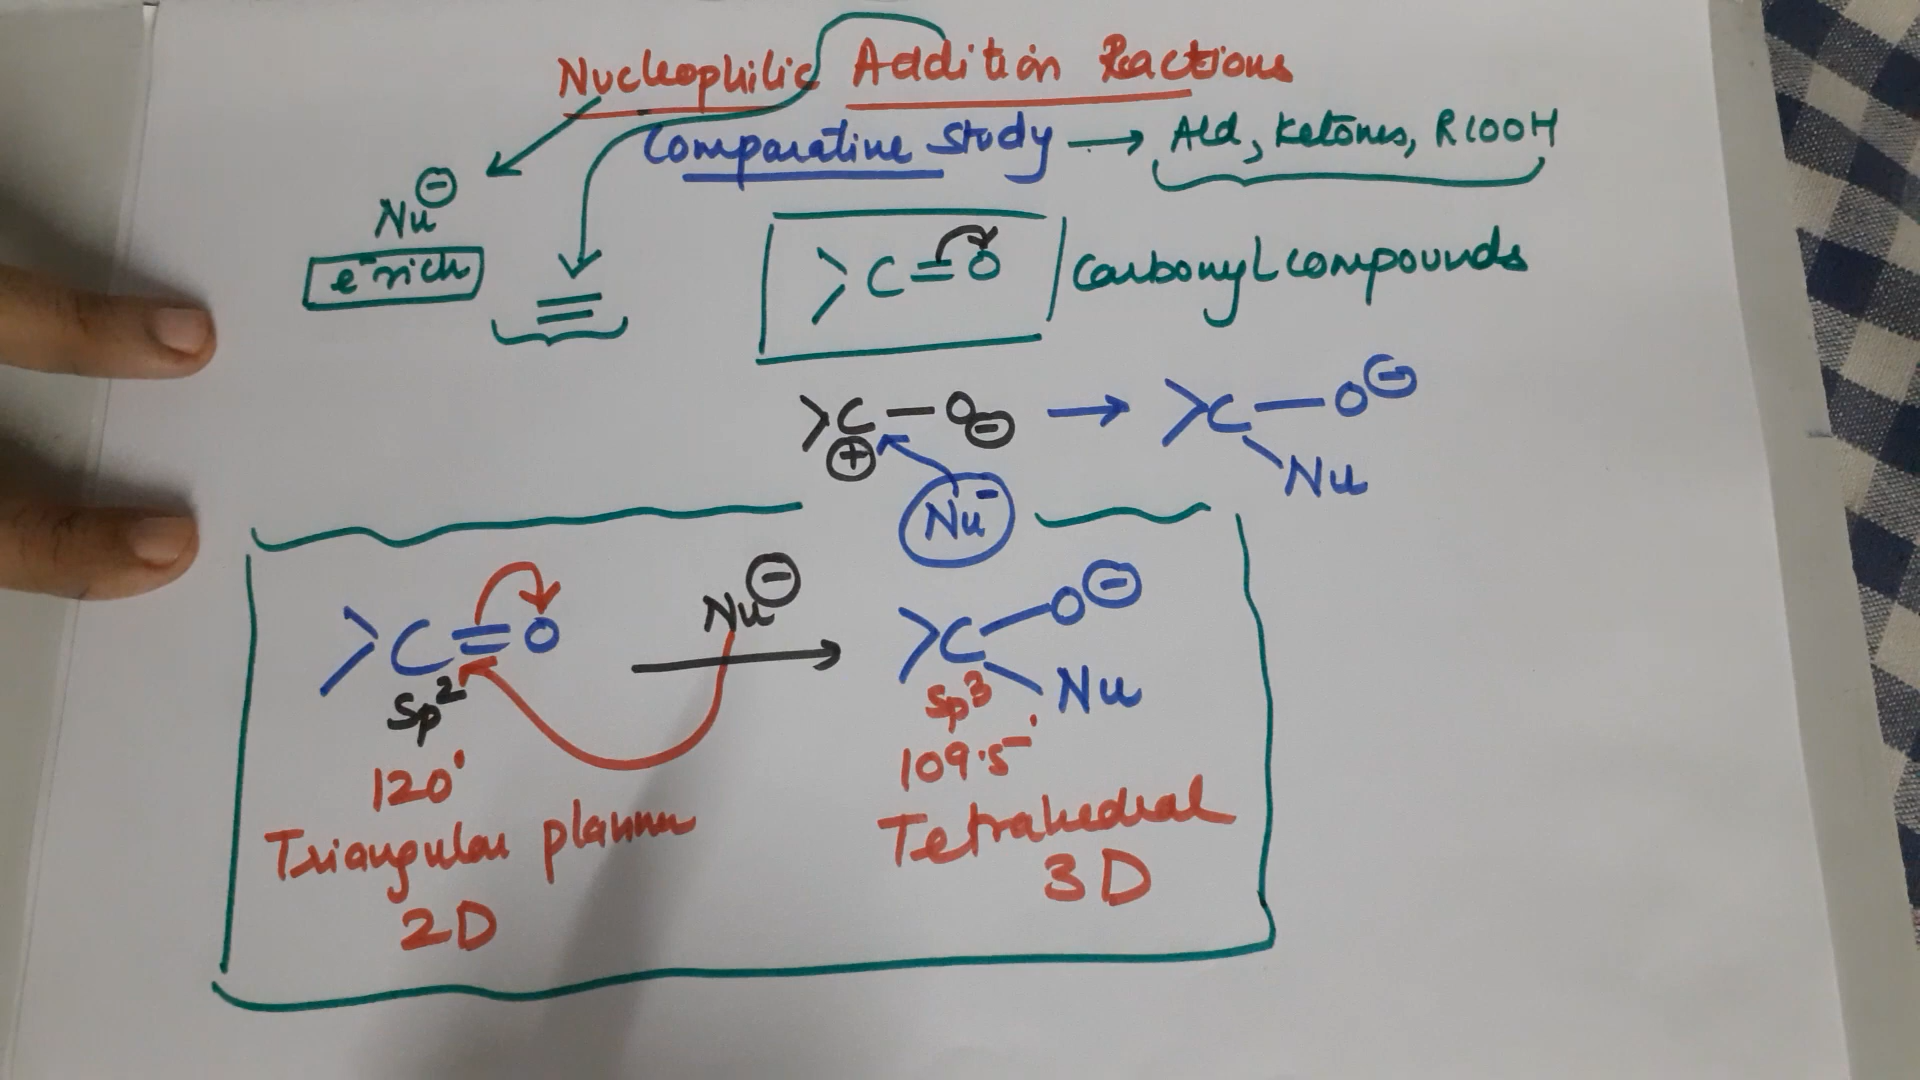 Nucleophilic Addition Reactions
Comparative Study → Ald, Ketones, RCOOH
Nu⊖
e⁻rich
>C=O / Carbonyl compounds
>C–O⊖ → >C–O⊖
⊕
Nu
Nu⁻
>C=O
Nu⊖
>C–O⊖
Nu
Sp²
Sp³
120°
109.5°
Triangular planner
Tetrahedral
2D
3D